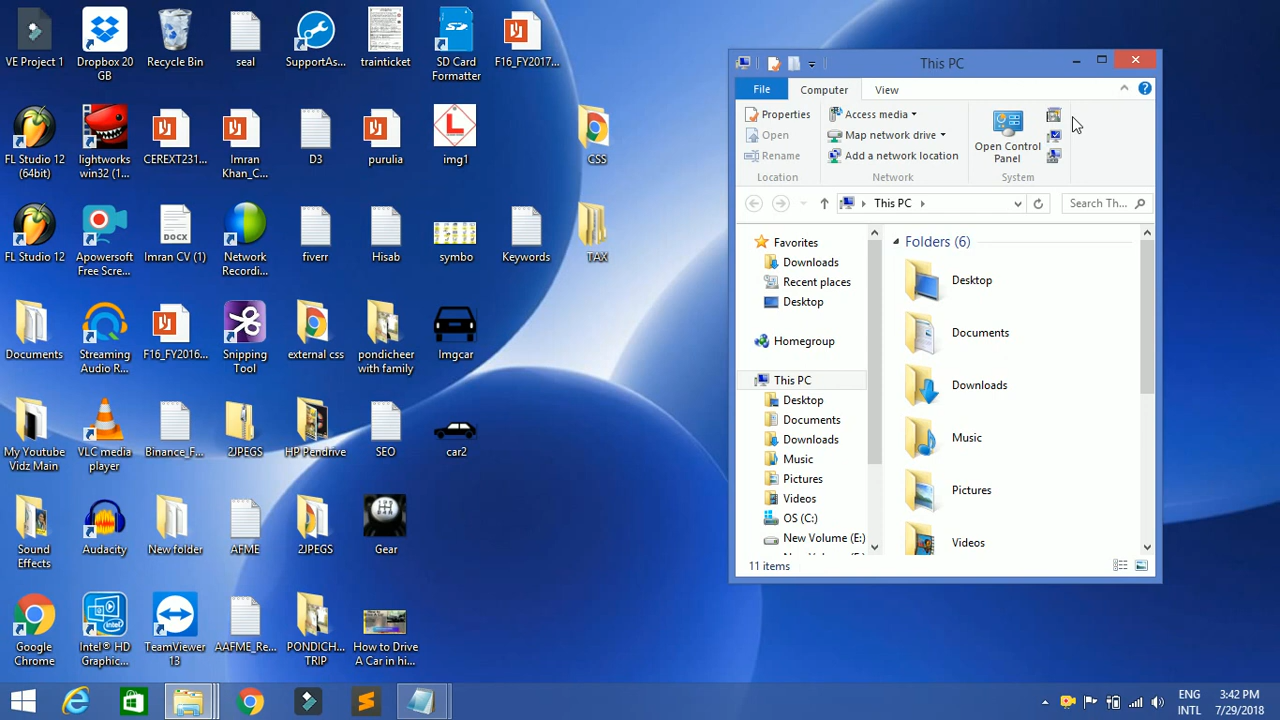 VE Project 1
Dropbox 20
GB
Recycle Bin
seal
SupportAs...
trainticket
SD Card
Formatter
F16_FY2017...
FL Studio 12
(64bit)
lightworks
win32 (1...
CEREXT231...
Imran
Khan_C...
D3
purulia
img1
CSS
FL Studio 12
Apowersoft
Free Scre...
DOCX
Imran CV (1)
Network
Recordi...
fiverr
Hisab
symbo
Keywords
TAX
Documents
Streaming
Audio R...
F16_FY2016...
Snipping
Tool
external css
pondicheer
with family
Imgcar
My Youtube
Vidz Main
VLC media
player
Binance_F...
2JPEGS
HP Pendrive
SEO
car2
Sound
Effects
Audacity
New folder
AFME
2JPEGS
Gear
Google
Chrome
Intel® HD
Graphic...
TeamViewer
13
AAFME_Re...
PONDICH...
TRIP
How to Drive
A Car in hi...
This PC
File
Computer
View
Properties
Open
Rename
Location
Access media
Map network drive
Add a network location
Network
Open Control
Panel
System
This PC
Search Th...
Favorites
Downloads
Recent places
Desktop
Homegroup
This PC
Desktop
Documents
Downloads
Music
Pictures
Videos
OS (C:)
New Volume (E:)
Folders (6)
Desktop
Documents
Downloads
Music
Pictures
Videos
11 items
ENG
INTL
3:42 PM
7/29/2018